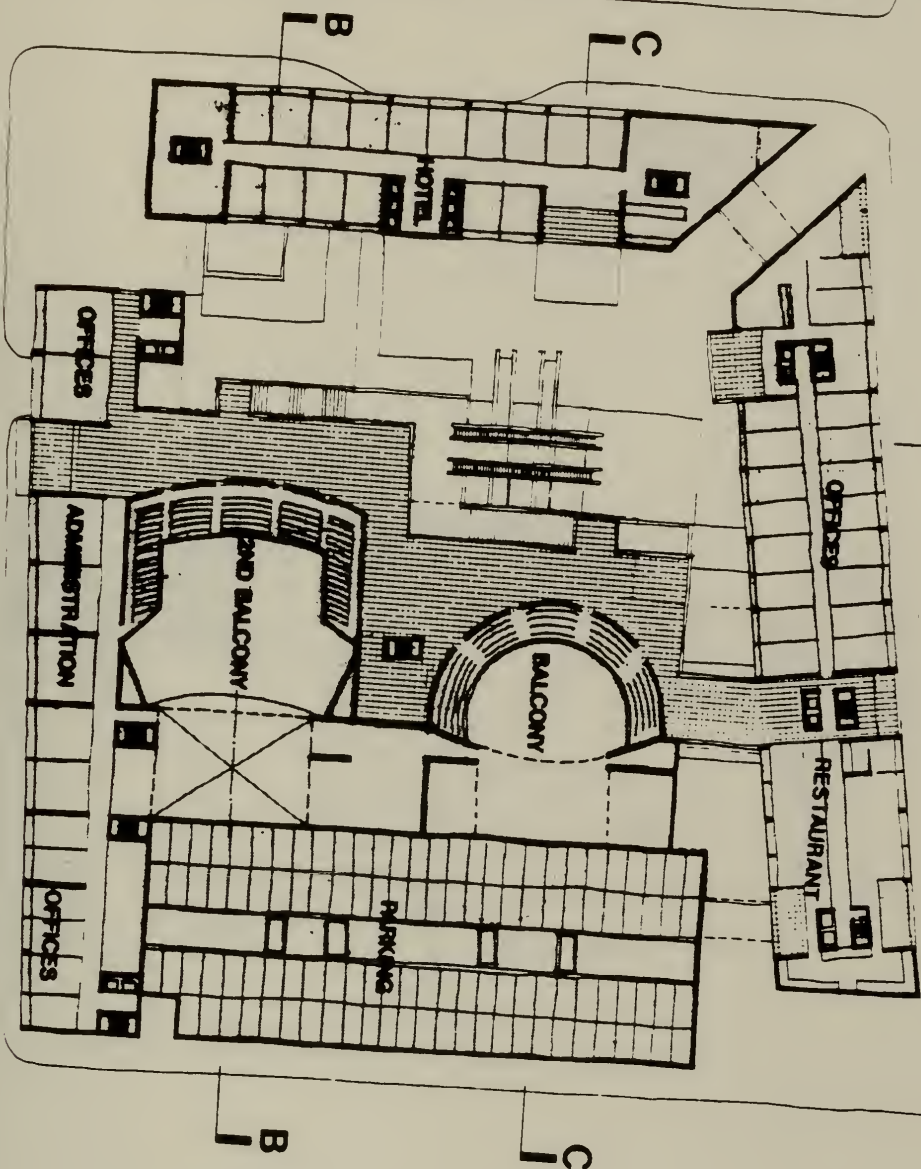 B
C
HOTEL
OFFICES
OFFICES
ADMINISTRATION
2ND BALCONY
BALCONY
RESTAURANT
OFFICES
PARKING
B
C